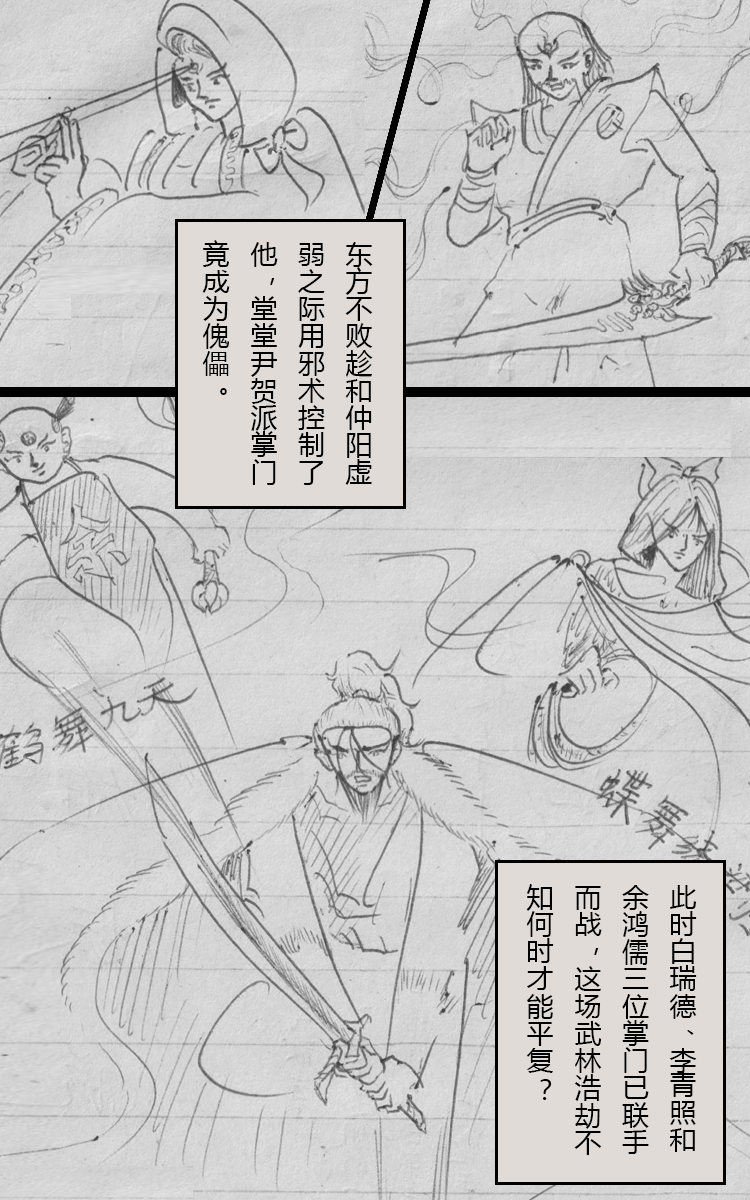 东方不败趁和仲阳虚
弱之际用邪术控制了
他，堂堂尹贺派掌门
竟成为傀儡。
鹤舞九天
蝶舞
此时白瑞德、李青照和
余鸿儒三位掌门已联手
而战，这场武林浩劫不
知何时才能平复？